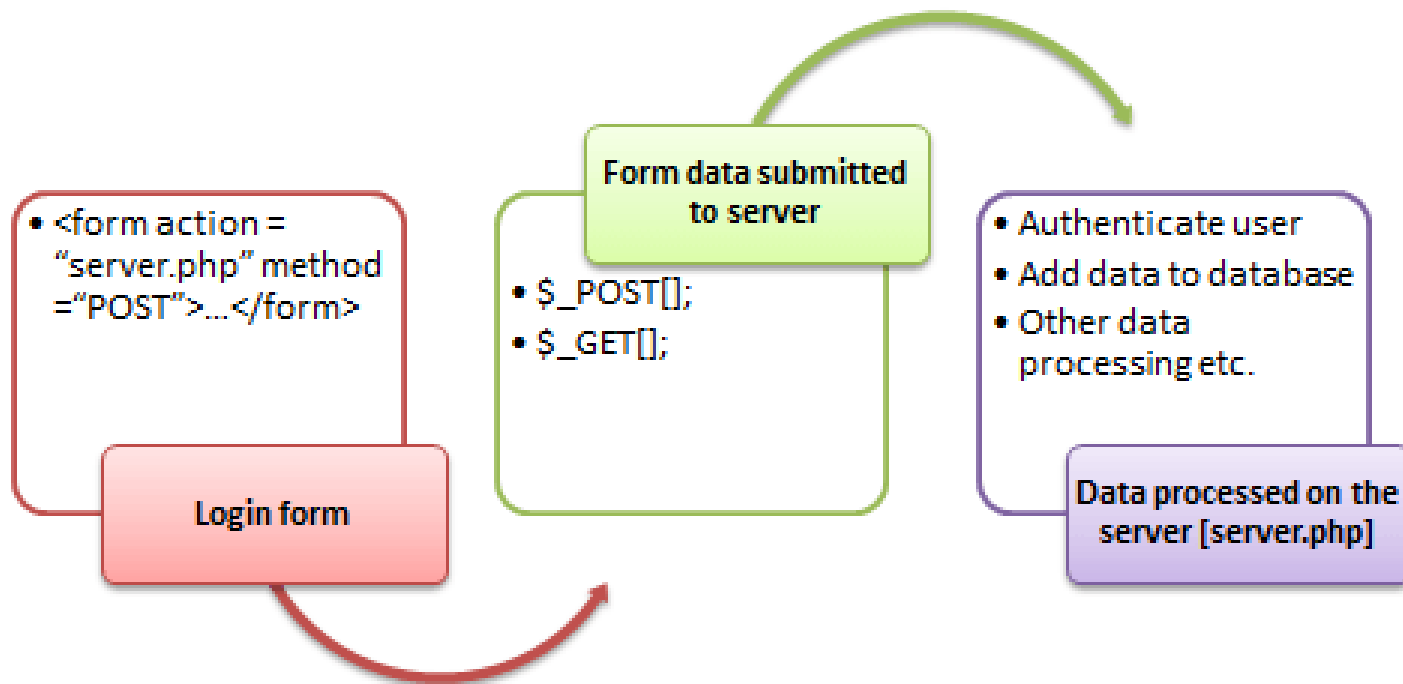 • <form action =
“server.php” method
=“POST”>...</form>
Login form
Form data submitted
to server
• $_POST[];
• $_GET[];
• Authenticate user
• Add data to database
• Other data
processing etc.
Data processed on the
server [server.php]